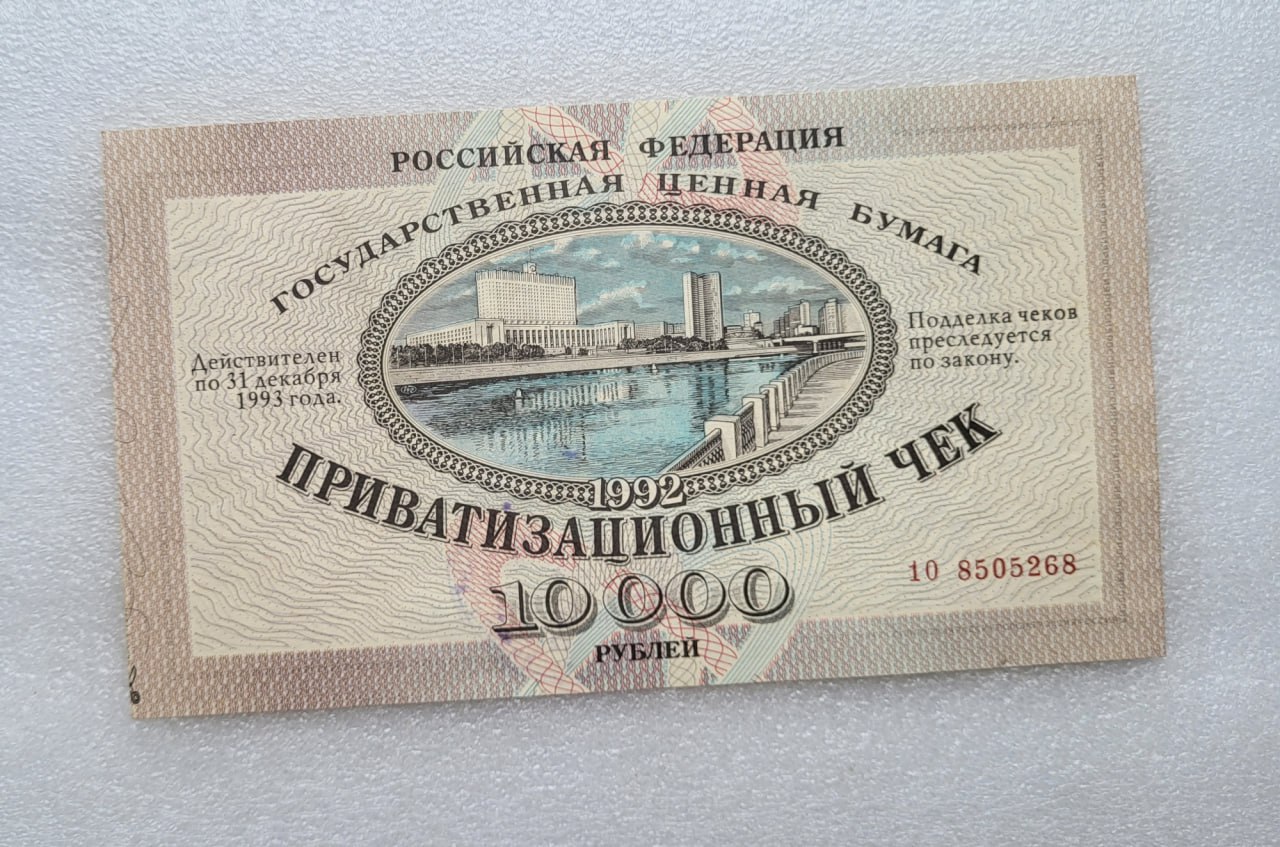 РОССИЙСКАЯ ФЕДЕРАЦИЯ
ГОСУДАРСТВЕННАЯ ЦЕННАЯ БУМАГА
Действителен
по 31 декабря
1993 года.
Подделка чеков
преследуется
по закону.
1992
ПРИВАТИЗАЦИОННЫЙ ЧЕК
10 000
РУБЛЕЙ
10 8505268